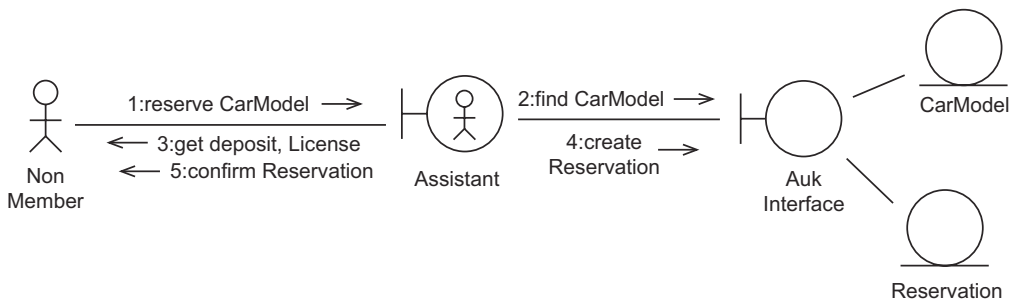 1:reserve CarModel
3:get deposit, License
5:confirm Reservation
Non
Member
Assistant
2:find CarModel
4:create
Reservation
Auk
Interface
CarModel
Reservation